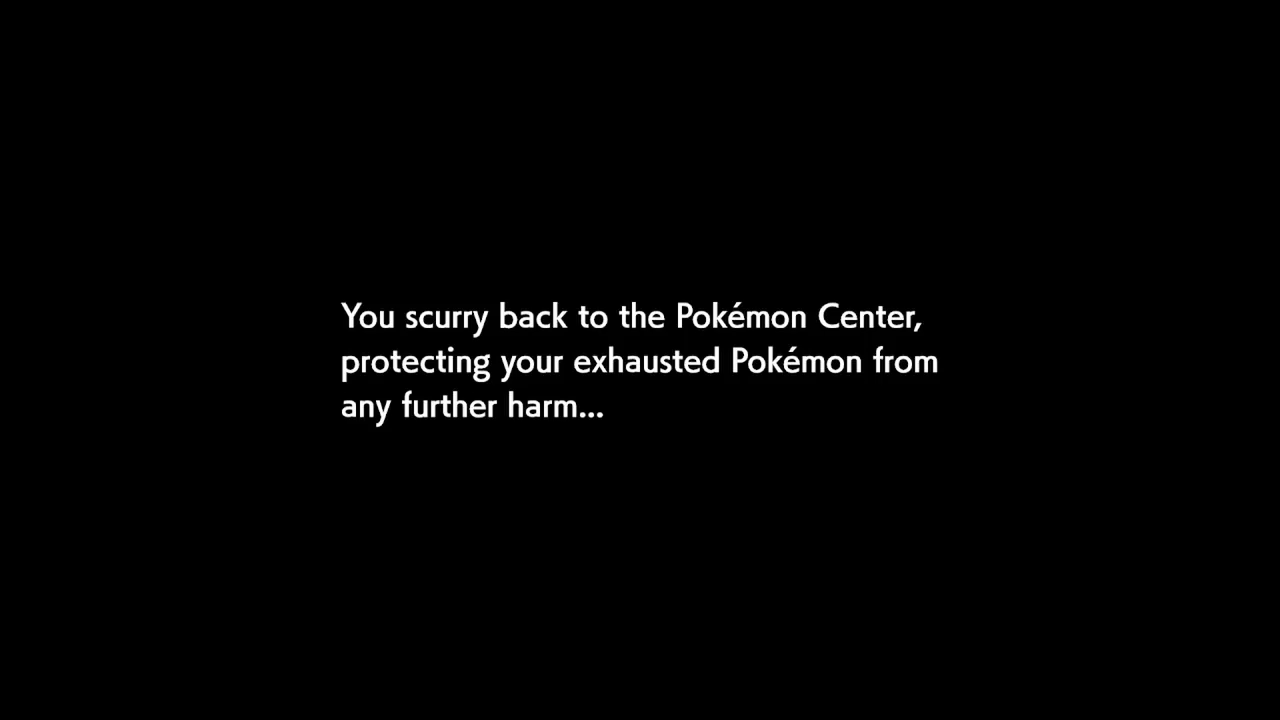 You scurry back to the Pokémon Center,
protecting your exhausted Pokémon from
any further harm...